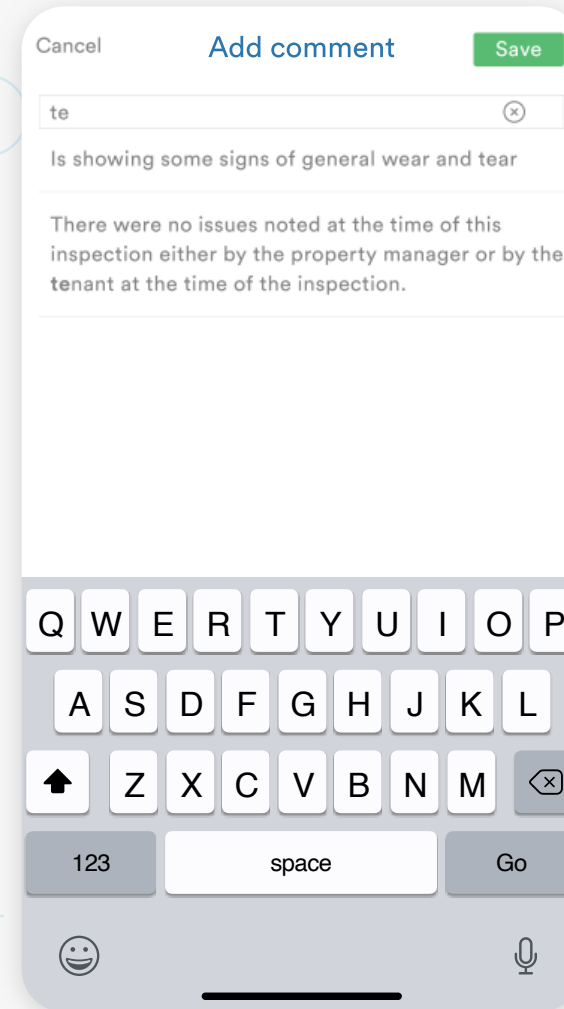 Cancel Add comment Save
te
Is showing some signs of general wear and tear
There were no issues noted at the time of this
inspection either by the property manager or by the
tenant at the time of the inspection.
Q W E R T Y U I O P
A S D F G H J K L
Z X C V B N M
123 space Go